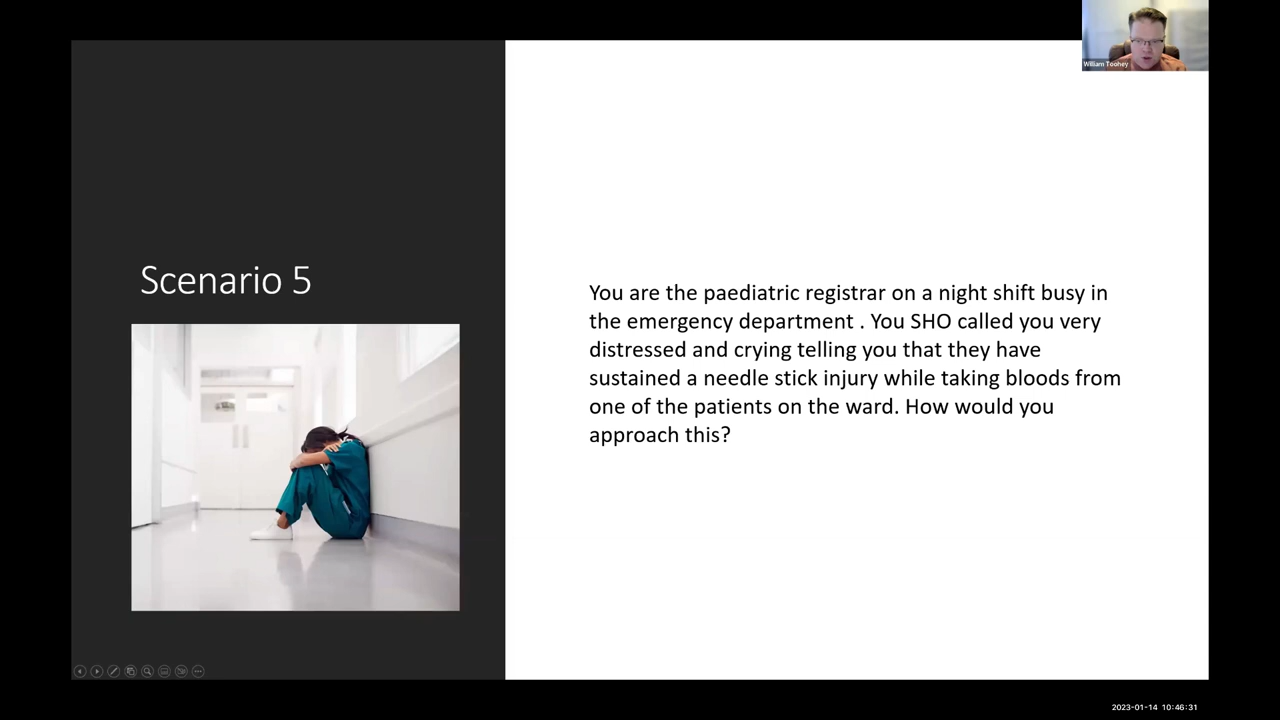 William Toohey
Scenario 5
You are the paediatric registrar on a night shift busy in
the emergency department . You SHO called you very
distressed and crying telling you that they have
sustained a needle stick injury while taking bloods from
one of the patients on the ward. How would you
approach this?
2023-01-14 10:46:31